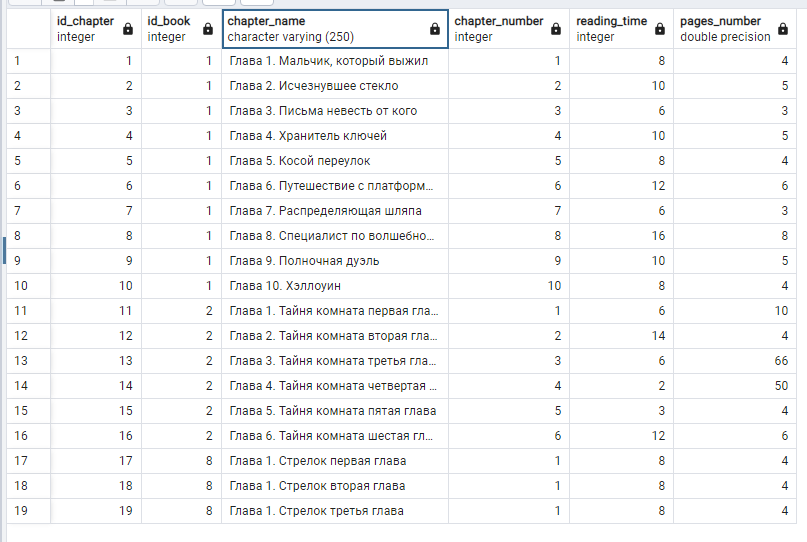 id_chapter id_book chapter_name chapter_number reading_time pages_number
integer integer character varying (250) integer integer double precision
1 1 1 Глава 1. Мальчик, который выжил 1 8 4
2 2 1 Глава 2. Исчезнувшее стекло 2 10 5
3 3 1 Глава 3. Письма невесть от кого 3 6 3
4 4 1 Глава 4. Хранитель ключей 4 10 5
5 5 1 Глава 5. Косой переулок 5 8 4
6 6 1 Глава 6. Путешествие с платформ... 6 12 6
7 7 1 Глава 7. Распределяющая шляпа 7 6 3
8 8 1 Глава 8. Специалист по волшебно... 8 16 8
9 9 1 Глава 9. Полночная дуэль 9 10 5
10 10 1 Глава 10. Хэллоуин 10 8 4
11 11 2 Глава 1. Тайня комната первая гла... 1 6 10
12 12 2 Глава 2. Тайня комната вторая гла... 2 14 4
13 13 2 Глава 3. Тайня комната третья гла... 3 6 66
14 14 2 Глава 4. Тайня комната четвертая ... 4 2 50
15 15 2 Глава 5. Тайня комната пятая глава 5 3 4
16 16 2 Глава 6. Тайня комната шестая гл... 6 12 6
17 17 8 Глава 1. Стрелок первая глава 1 8 4
18 18 8 Глава 1. Стрелок вторая глава 1 8 4
19 19 8 Глава 1. Стрелок третья глава 1 8 4